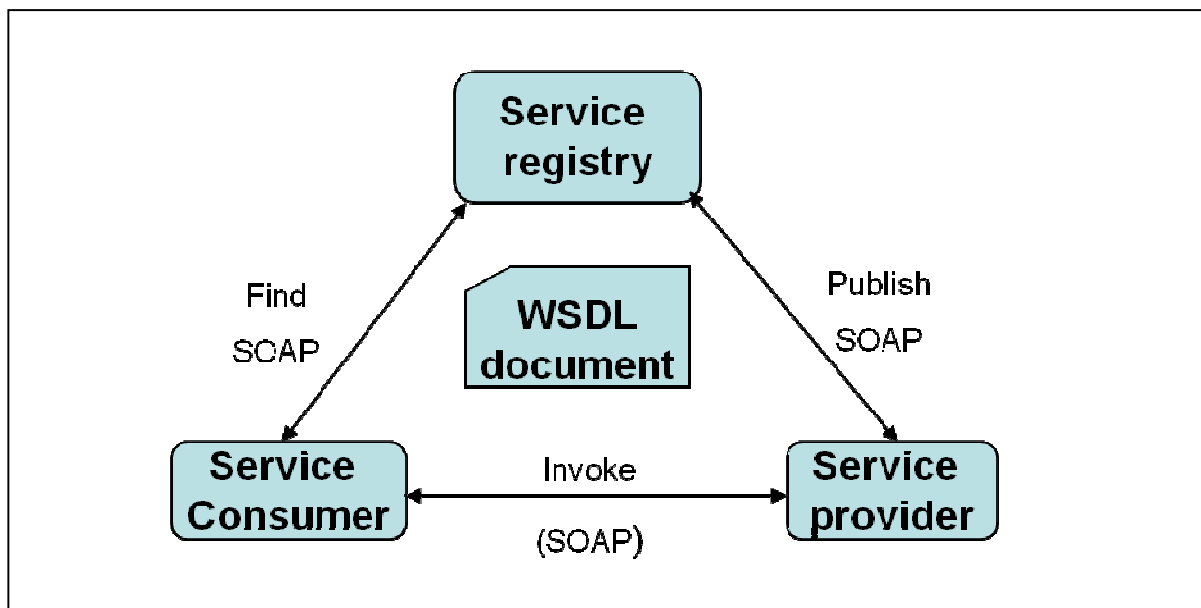 Service
registry
Find
SOAP
WSDL
document
Publish
SOAP
Service
Consumer
Invoke
(SOAP)
Service
provider